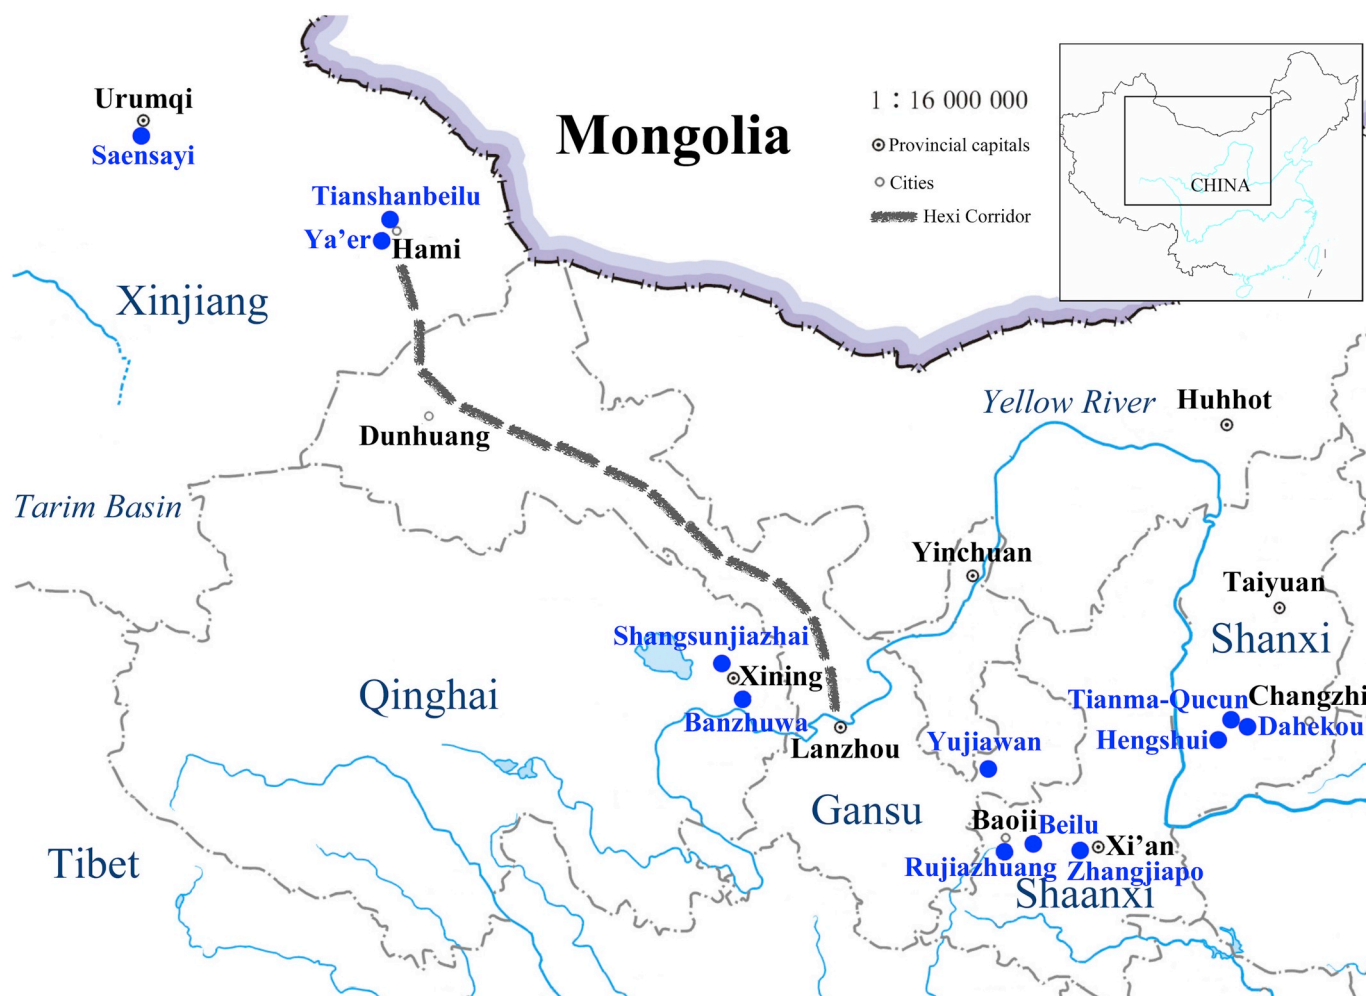 Urumqi
Saensayi
Mongolia
1 : 16 000 000
Provincial capitals
Cities
Hexi Corridor
CHINA
Tianshanbeilu
Ya’er
Hami
Xinjiang
Dunhuang
Yellow River
Huhhot
Tarim Basin
Yinchuan
Taiyuan
Shanxi
Shangsunjiazhai
Xining
Qinghai
Banzhuwa
Lanzhou
Tianma-Qucun
Changzhi
Dahekou
Hengshui
Yujiawan
Gansu
Baoji
Beilu
Xi’an
Rujiazhuang
Zhangjiapo
Shaanxi
Tibet